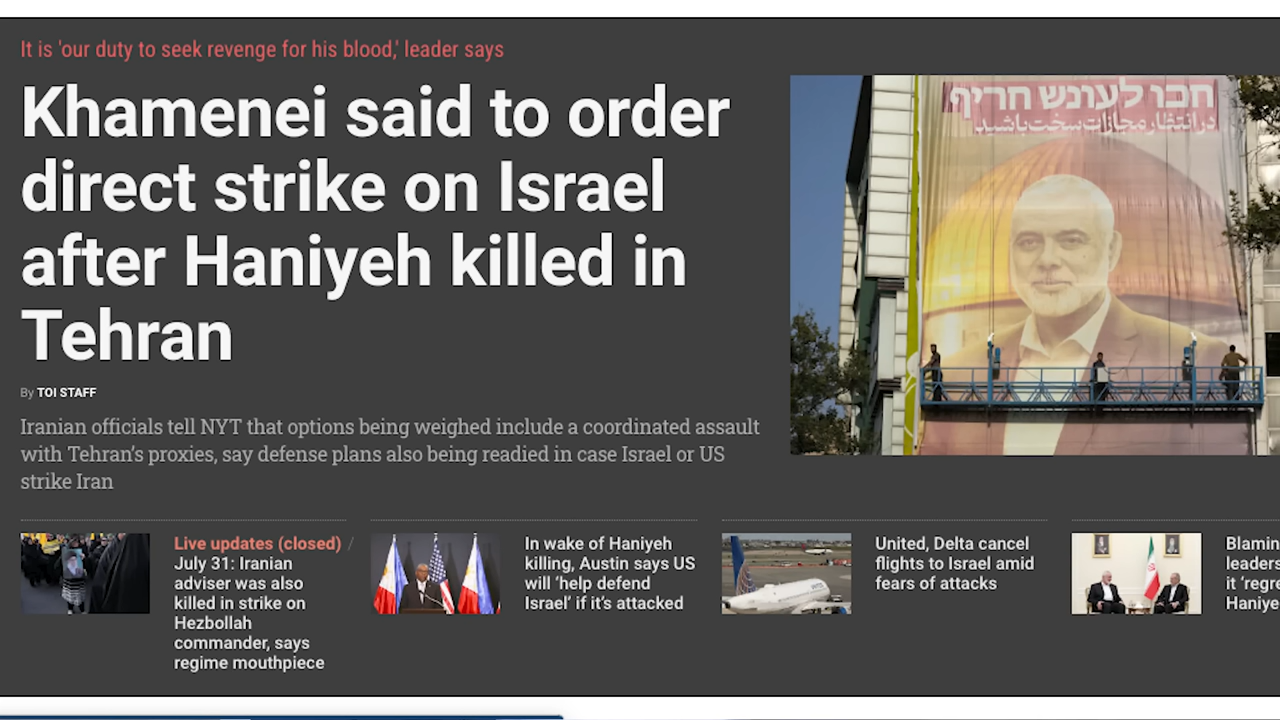 It is 'our duty to seek revenge for his blood,' leader says
Khamenei said to order
direct strike on Israel
after Haniyeh killed in
Tehran
By TOI STAFF
Iranian officials tell NYT that options being weighed include a coordinated assault
with Tehran's proxies, say defense plans also being readied in case Israel or US
strike Iran
חכו לעונש חריף
در انتظار مجازات سخت باشید
Live updates (closed) /
July 31: Iranian
adviser was also
killed in strike on
Hezbollah
commander, says
regime mouthpiece
In wake of Haniyeh
killing, Austin says US
will 'help defend
Israel' if it's attacked
United, Delta cancel
flights to Israel amid
fears of attacks
Blamin
leaders
it 'regre
Haniye